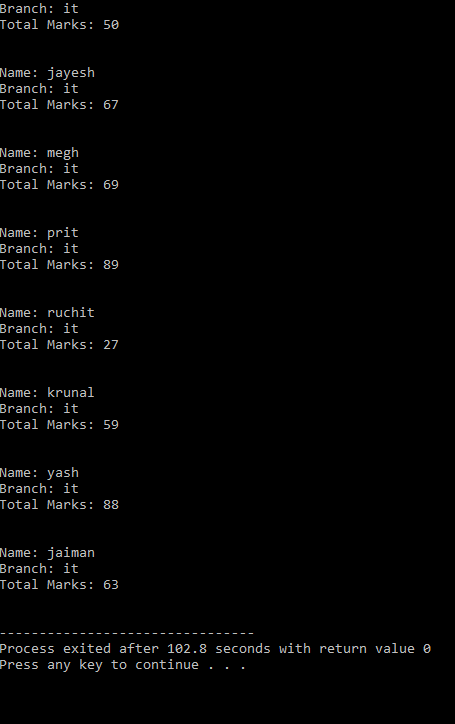 Branch: it
Total Marks: 50
Name: jayesh
Branch: it
Total Marks: 67
Name: megh
Branch: it
Total Marks: 69
Name: prit
Branch: it
Total Marks: 89
Name: ruchit
Branch: it
Total Marks: 27
Name: krunal
Branch: it
Total Marks: 59
Name: yash
Branch: it
Total Marks: 88
Name: jaiman
Branch: it
Total Marks: 63
--------------------------------
Process exited after 102.8 seconds with return value 0
Press any key to continue . . .